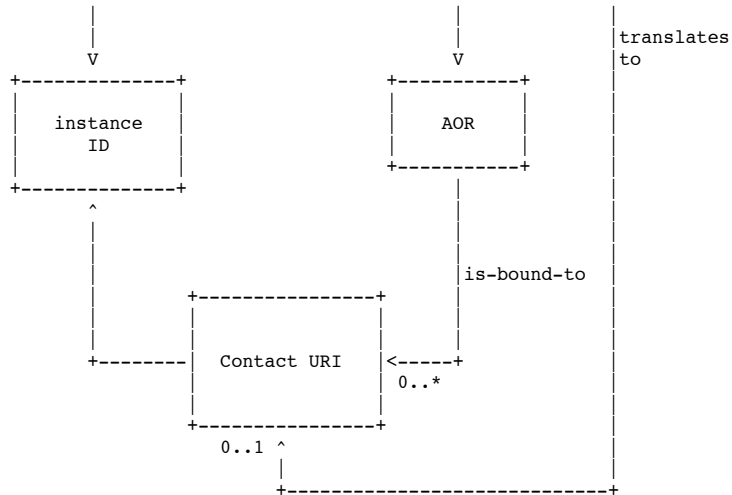 translates
V V to
instance AOR
ID
^
is-bound-to
Contact URI <
0..*
0..1 ^